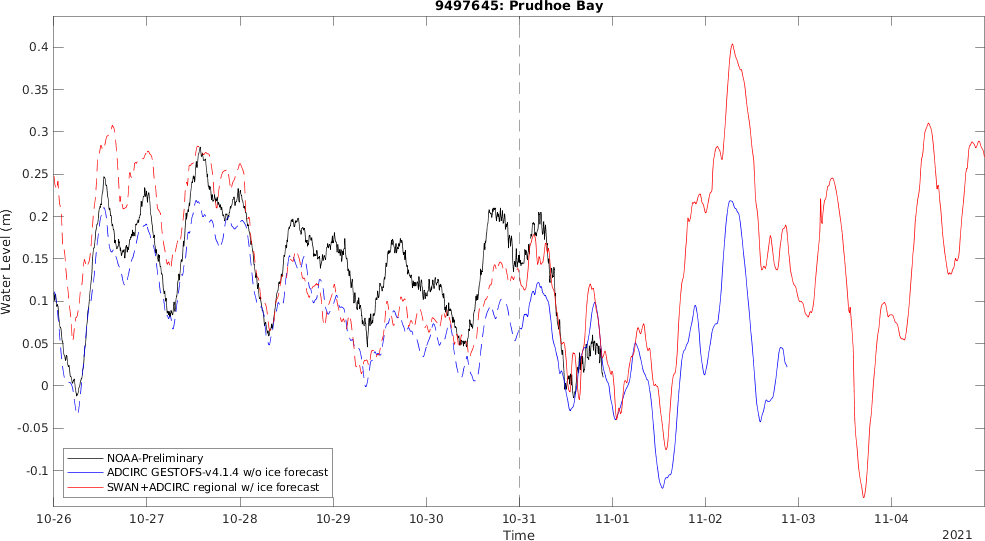 9497645: Prudhoe Bay
0.4
0.35
0.3
0.25
0.2
0.15
0.1
0.05
0
-0.05
-0.1
Water Level (m)
NOAA-Preliminary
ADCIRC GESTOFS-v4.1.4 w/o ice forecast
SWAN+ADCIRC regional w/ ice forecast
10-26 10-27 10-28 10-29 10-30 10-31 11-01 11-02 11-03 11-04
Time
2021